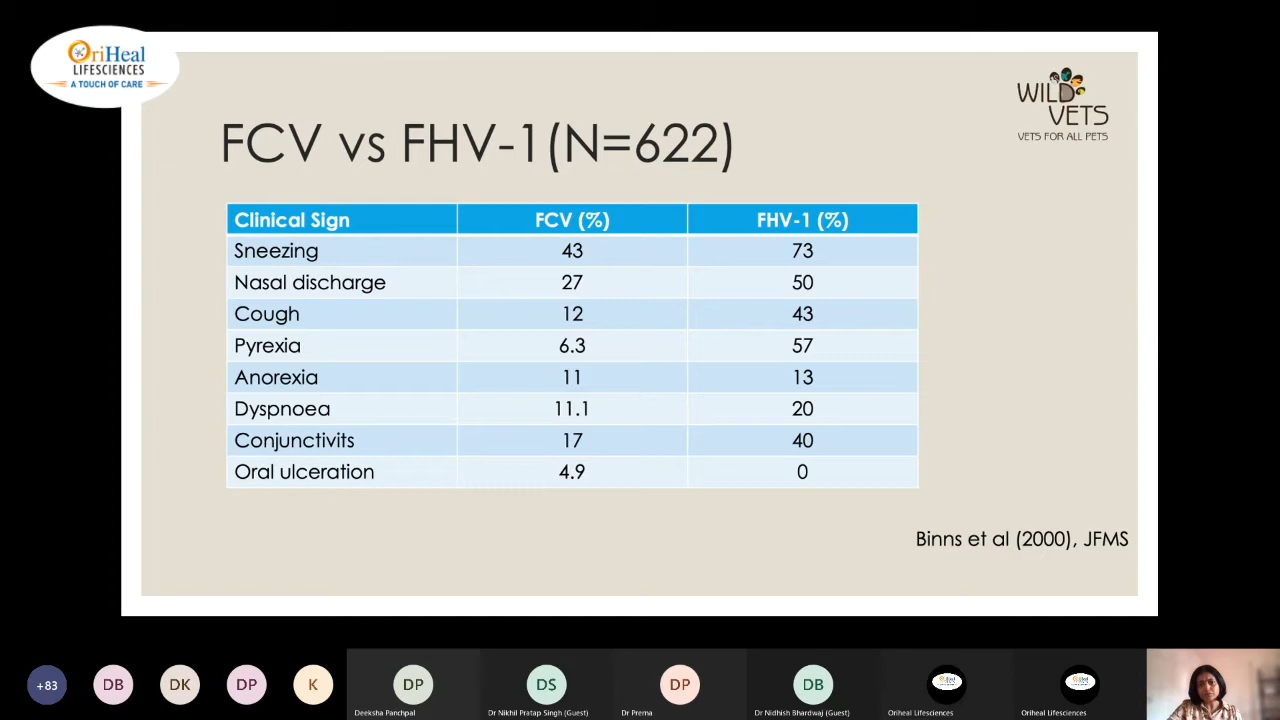 OriHeal
LIFESCIENCES
A TOUCH OF CARE
WILD
VETS
VETS FOR ALL PETS
FCV vs FHV-1(N=622)
Clinical Sign FCV (%) FHV-1 (%)
Sneezing 43 73
Nasal discharge 27 50
Cough 12 43
Pyrexia 6.3 57
Anorexia 11 13
Dyspnoea 11.1 20
Conjunctivits 17 40
Oral ulceration 4.9 0
Binns et al (2000), JFMS
+83 DB DK DP K DP DS DP DB
Deeksha Panchpal Dr Nikhil Pratap Singh (Guest) Dr Prema Dr Nidhish Bhardwaj (Guest) Oriheal Lifesciences Oriheal Lifesciences